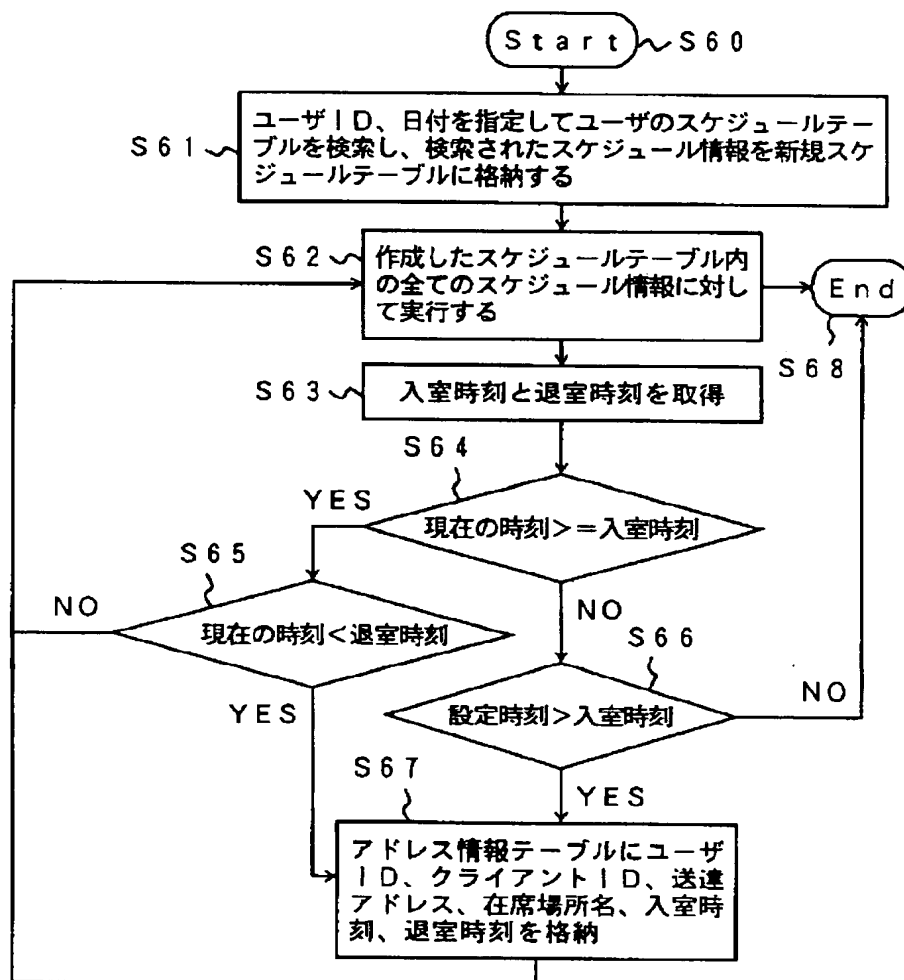 Start
S60
S61
ユーザID、日付を指定してユーザのスケジュールテー
ブルを検索し、検索されたスケジュール情報を新規スケ
ジュールテーブルに格納する
S62
作成したスケジュールテーブル内
の全てのスケジュール情報に対し
て実行する
End
S68
S63
入室時刻と退室時刻を取得
S64
YES
現在の時刻>=入室時刻
S65
NO
現在の時刻<退室時刻
NO
S66
YES
設定時刻>入室時刻
NO
S67
YES
アドレス情報テーブルにユーザ
ID、クライアントID、送達
アドレス、在席場所名、入室時
刻、退室時刻を格納